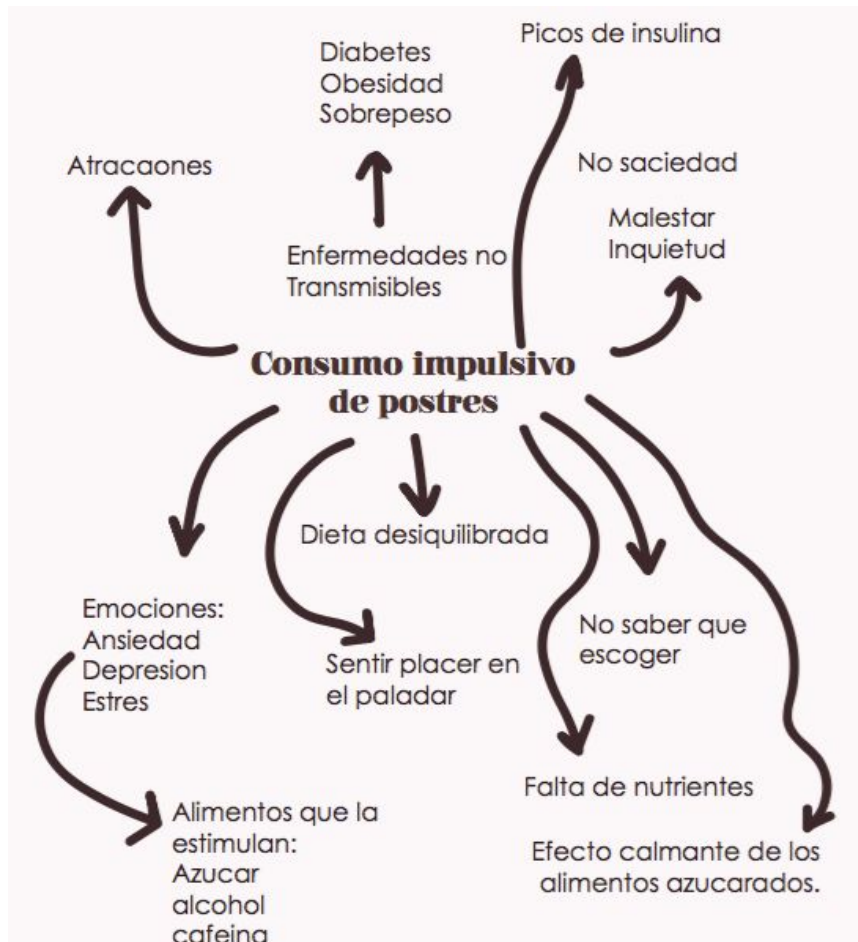 Picos de insulina
Diabetes
Obesidad
Sobrepeso
Atracaones
No saciedad
Malestar
Inquietud
Enfermedades no
Transmisibles
Consumo impulsivo
de postres
Dieta desiquilibrada
Emociones:
Ansiedad
Depresion
Estres
Sentir placer en
el paladar
No saber que
escoger
Falta de nutrientes
Alimentos que la
estimulan:
Azucar
alcohol
cafeina
Efecto calmante de los
alimentos azucarados.